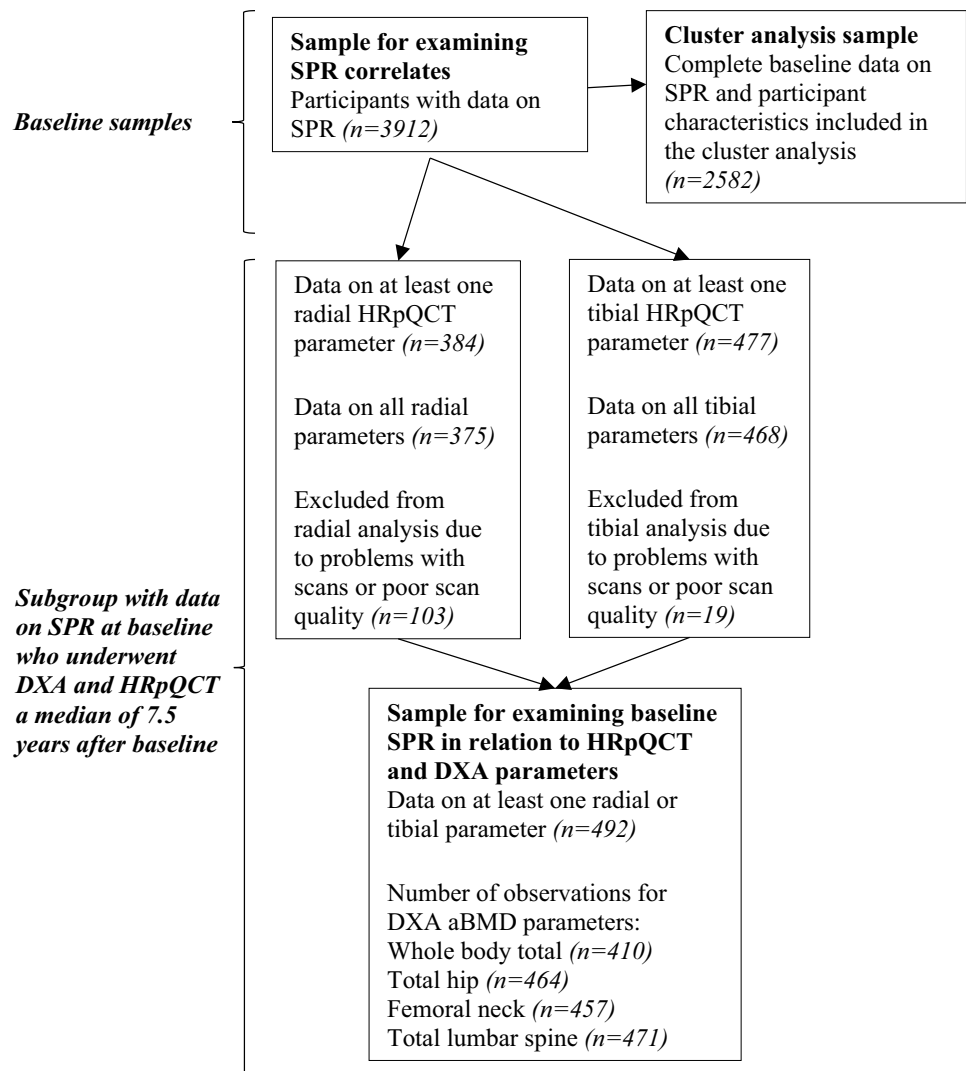 Baseline samples
Sample for examining
SPR correlates
Participants with data on
SPR (n=3912)
Cluster analysis sample
Complete baseline data on
SPR and participant
characteristics included in
the cluster analysis
(n=2582)
Subgroup with data
on SPR at baseline
who underwent
DXA and HRpQCT
a median of 7.5
years after baseline
Data on at least one
radial HRpQCT
parameter (n=384)
Data on all radial
parameters (n=375)
Excluded from
radial analysis due
to problems with
scans or poor scan
quality (n=103)
Data on at least one
tibial HRpQCT
parameter (n=477)
Data on all tibial
parameters (n=468)
Excluded from
tibial analysis due
to problems with
scans or poor scan
quality (n=19)
Sample for examining baseline
SPR in relation to HRpQCT
and DXA parameters
Data on at least one radial or
tibial parameter (n=492)
Number of observations for
DXA aBMD parameters:
Whole body total (n=410)
Total hip (n=464)
Femoral neck (n=457)
Total lumbar spine (n=471)